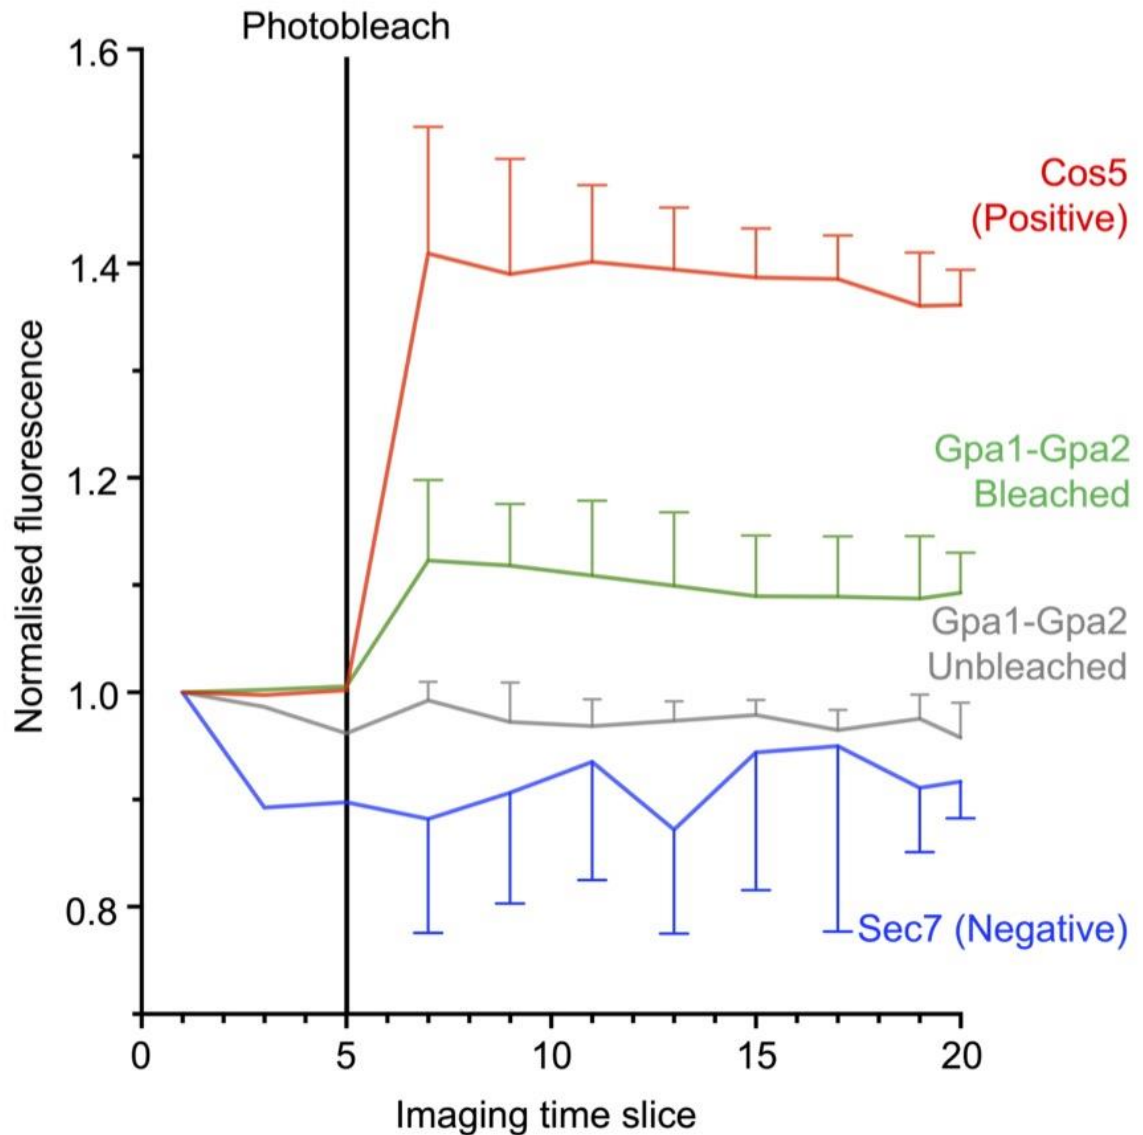 Photobleach
1.6
Cos5
(Positive)
1.4
Gpa1-Gpa2
Bleached
1.2
Gpa1-Gpa2
Unbleached
1.0
Sec7 (Negative)
0.8
Normalised fluorescence
0 5 10 15 20
Imaging time slice